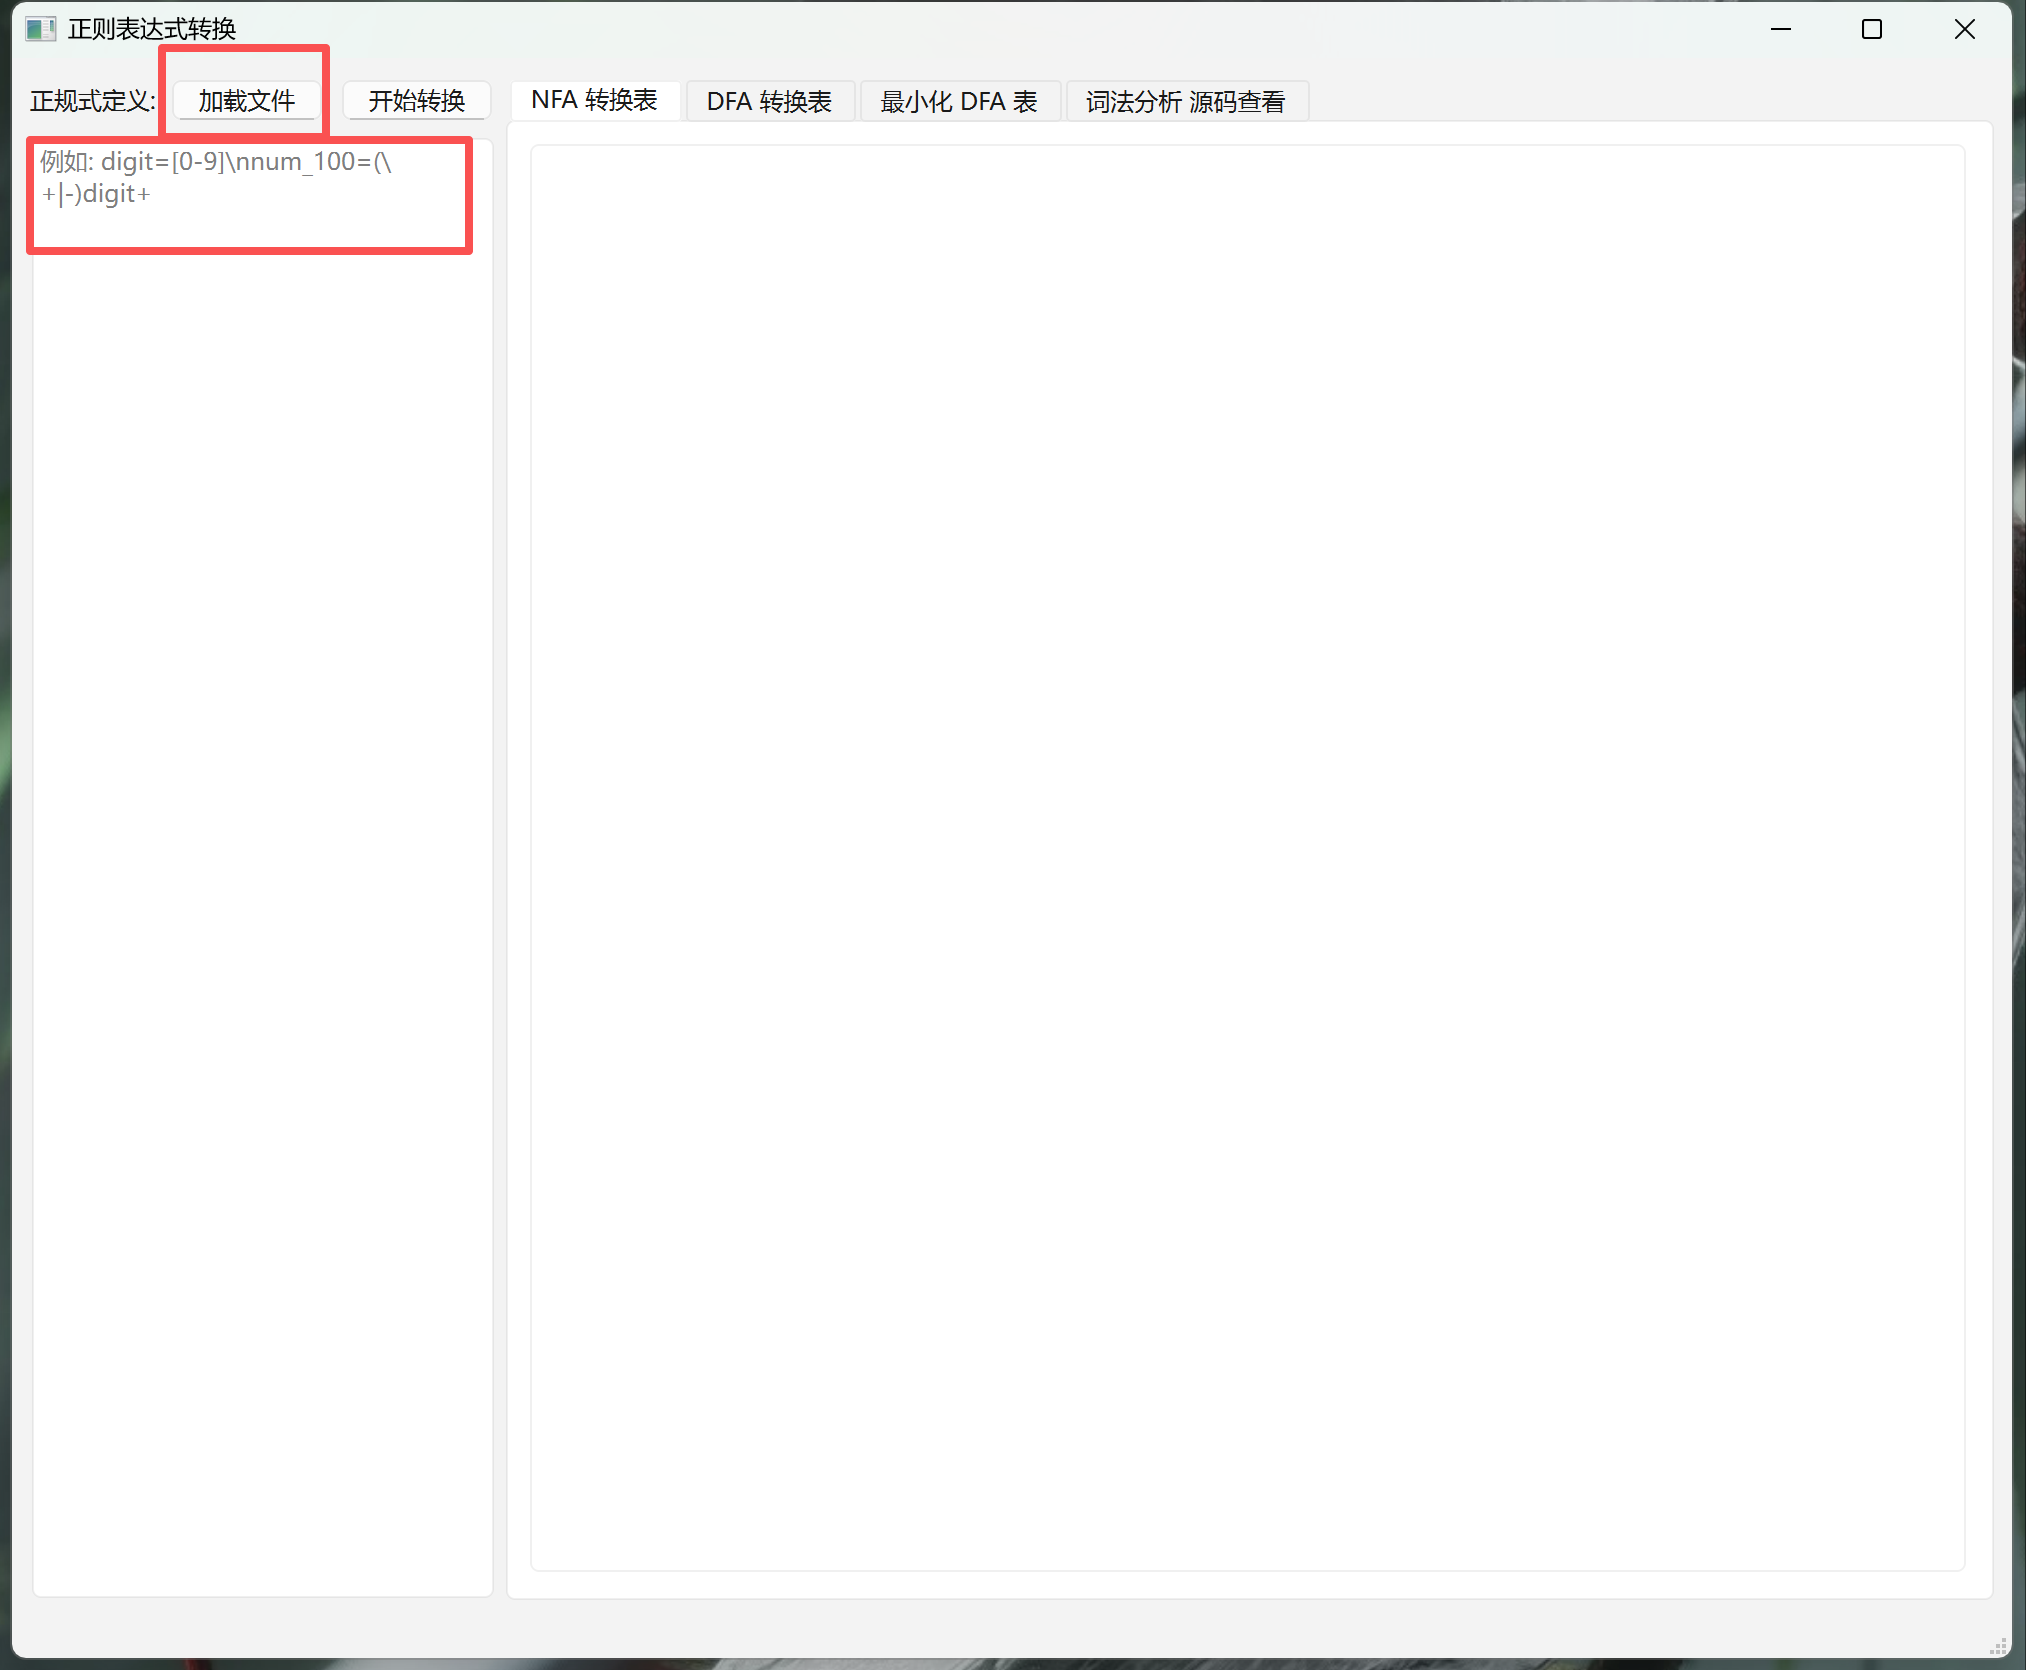 正则表达式转换
正规式定义: 加载文件 开始转换 NFA 转换表 DFA 转换表 最小化 DFA 表 词法分析 源码查看
例如: digit=[0-9]\nnum_100=(\
+|-)digit+